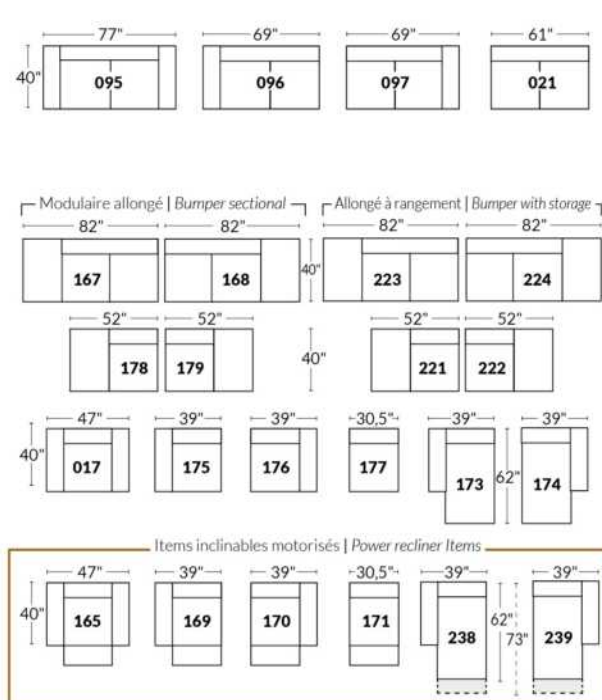 77" 69" 69" 61"
40" 095 096 097 021
Modulaire allongé | Bumper sectional Allongé à rangement | Bumper with storage
82" 82" 82" 82"
167 168 40" 223 224
52" 52" 52" 52"
178 179 40" 221 222
47" 39" 39" 30,5" 39" 39"
40" 017 175 176 177 173 62" 174
Items inclinables motorisés | Power recliner Items
47" 39" 39" 30,5" 39" 39"
40" 165 169 170 171 238 62" 73" 239